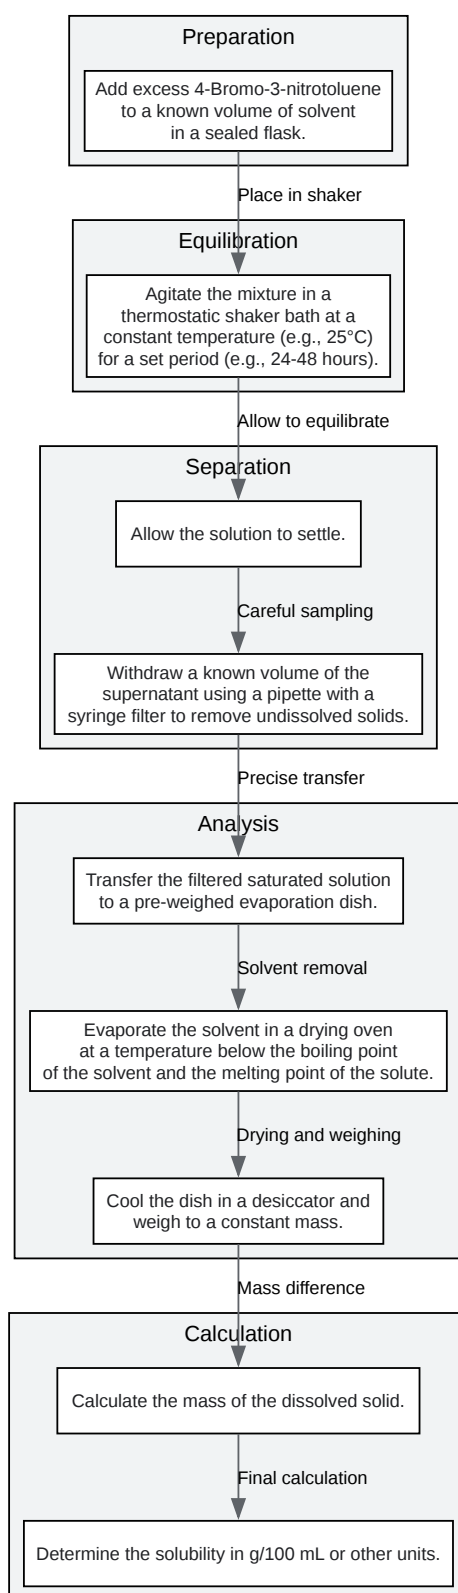 Preparation
Add excess 4-Bromo-3-nitrotoluene
to a known volume of solvent
in a sealed flask.
Place in shaker
Equilibration
Agitate the mixture in a
thermostatic shaker bath at a
constant temperature (e.g., 25°C)
for a set period (e.g., 24-48 hours).
Allow to equilibrate
Separation
Allow the solution to settle.
Careful sampling
Withdraw a known volume of the
supernatant using a pipette with a
syringe filter to remove undissolved solids.
Precise transfer
Analysis
Transfer the filtered saturated solution
to a pre-weighed evaporation dish.
Solvent removal
Evaporate the solvent in a drying oven
at a temperature below the boiling point
of the solvent and the melting point of the solute.
Drying and weighing
Cool the dish in a desiccator and
weigh to a constant mass.
Mass difference
Calculation
Calculate the mass of the dissolved solid.
Final calculation
Determine the solubility in g/100 mL or other units.